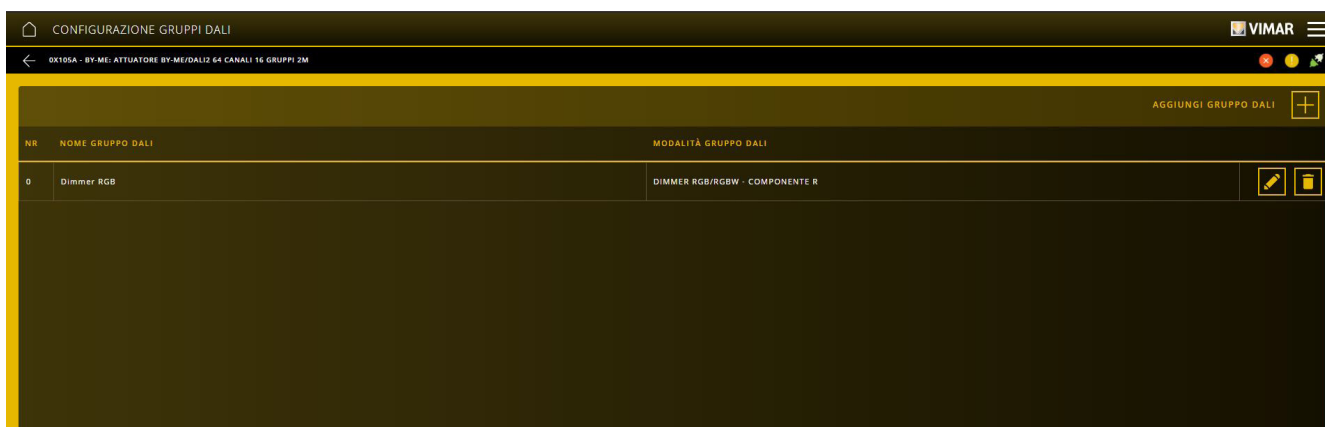 CONFIGURAZIONE GRUPPI DALI
VIMAR
0X105A - BY-ME: ATTUATORE BY-ME/DALI2 64 CANALI 16 GRUPPI 2M
AGGIUNGI GRUPPO DALI
NR NOME GRUPPO DALI MODALITÀ GRUPPO DALI
0 Dimmer RGB DIMMER RGB/RGBW - COMPONENTE R